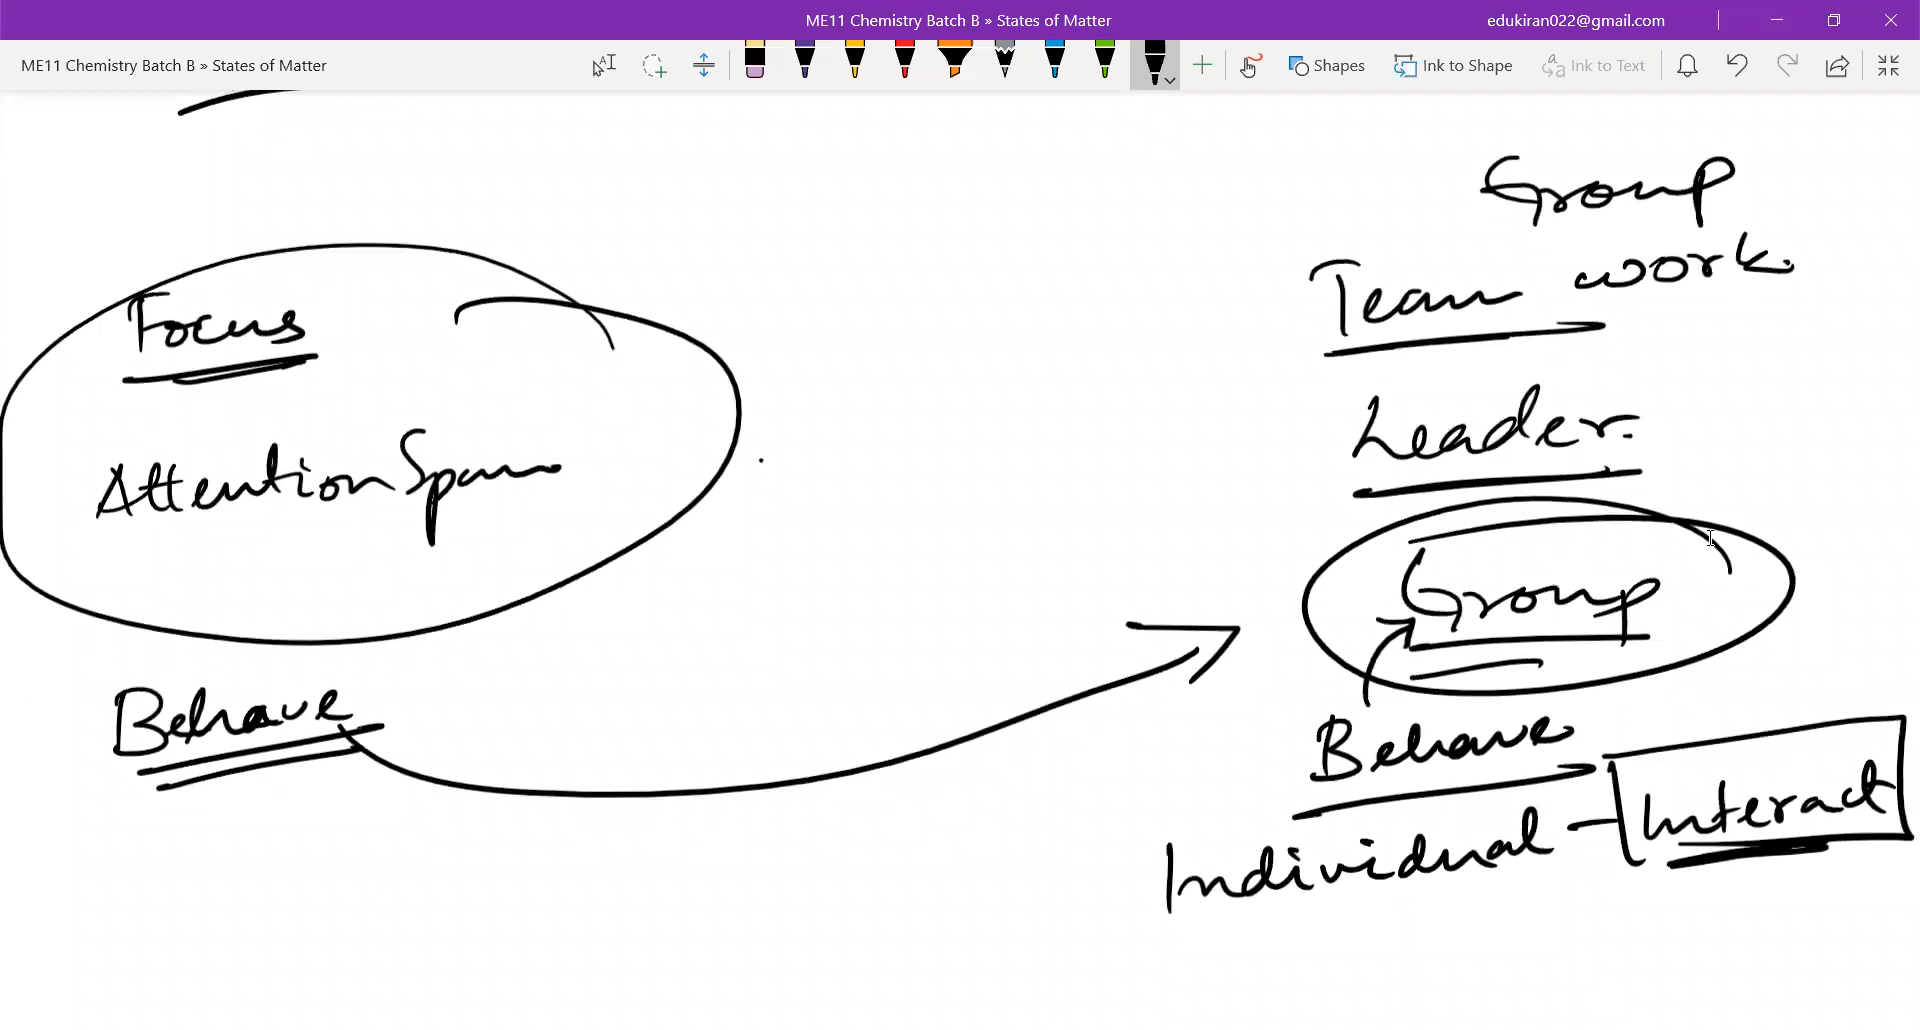 ME11 Chemistry Batch B » States of Matter
edukiran022@gmail.com
ME11 Chemistry Batch B » States of Matter
Shapes
Ink to Shape
Ink to Text
Group
Team work
Leader.
Focus
Attention Span
Group
Behave
Behave
Individual - Interact